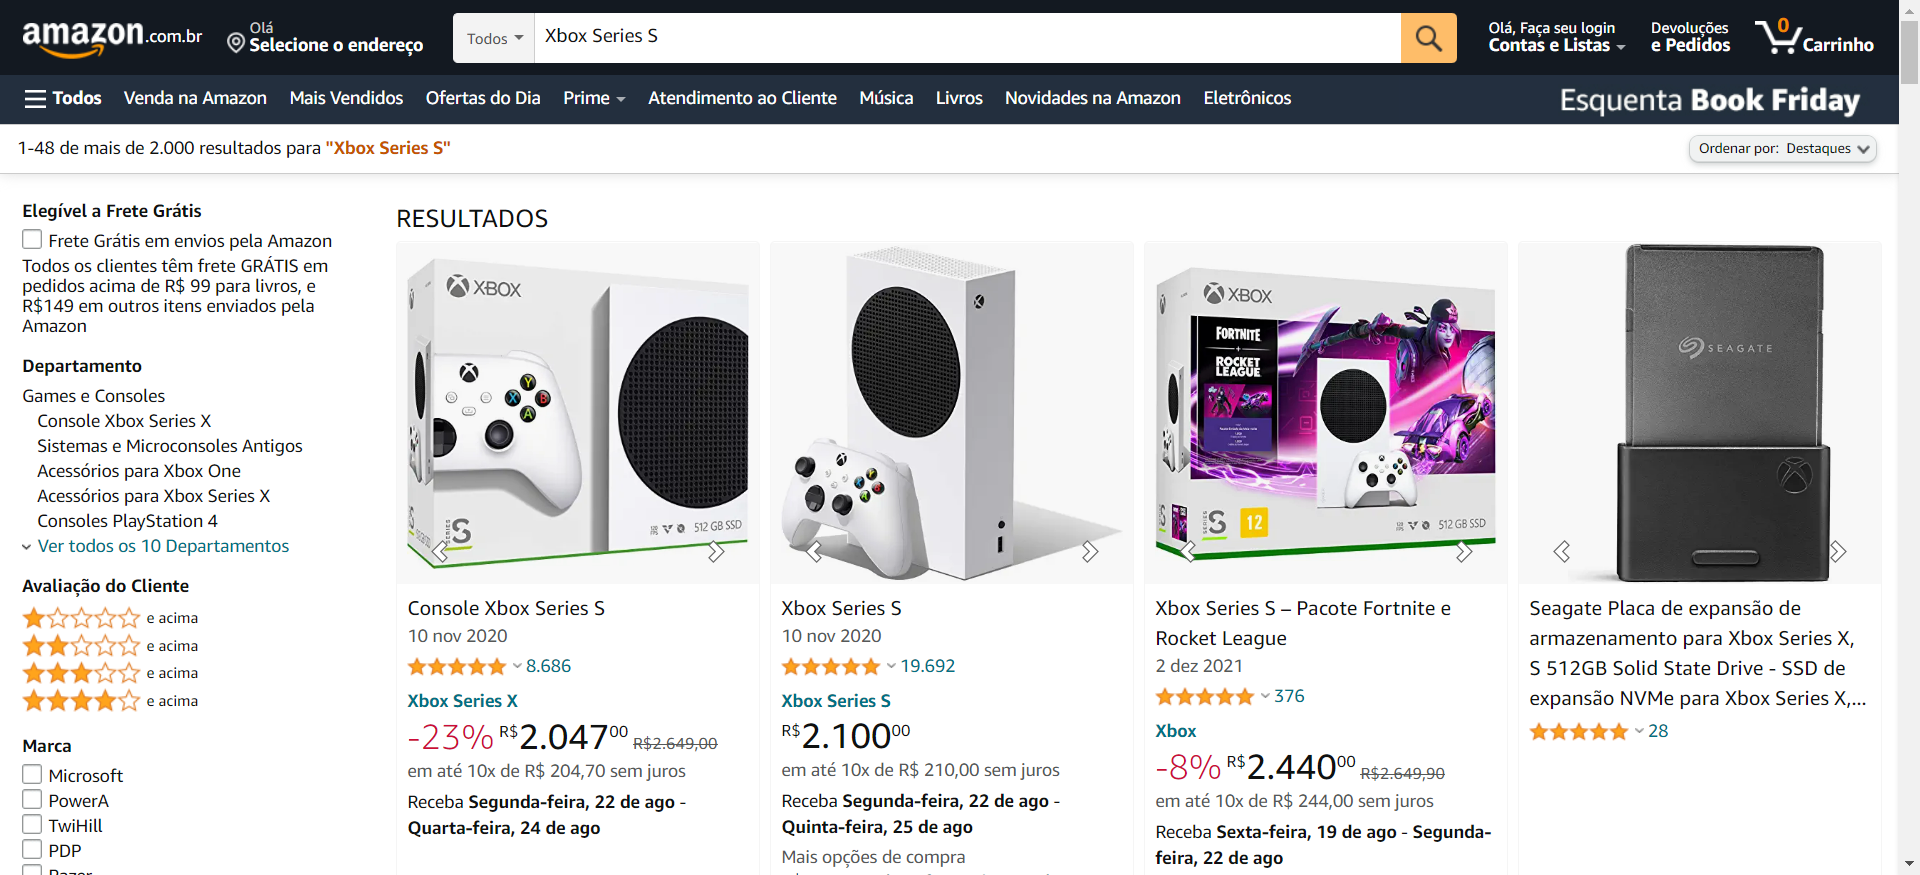 amazon.com.br
Olá
Selecione o endereço
Todos
Xbox Series S
Olá, Faça seu login
Contas e Listas
Devoluções
e Pedidos
0
Carrinho
Todos
Venda na Amazon
Mais Vendidos
Ofertas do Dia
Prime
Atendimento ao Cliente
Música
Livros
Novidades na Amazon
Eletrônicos
Esquenta Book Friday
1-48 de mais de 2.000 resultados para "Xbox Series S"
Ordenar por: Destaques
Elegível a Frete Grátis
Frete Grátis em envios pela Amazon
Todos os clientes têm frete GRÁTIS em
pedidos acima de R$ 99 para livros, e
R$149 em outros itens enviados pela
Amazon
Departamento
Games e Consoles
Console Xbox Series X
Sistemas e Microconsoles Antigos
Acessórios para Xbox One
Acessórios para Xbox Series X
Consoles PlayStation 4
Ver todos os 10 Departamentos
Avaliação do Cliente
e acima
e acima
e acima
e acima
Marca
Microsoft
PowerA
TwiHill
PDP
Razer
RESULTADOS
XBOX
Y
X
B
A
SERIES S
512 GB SSD
Console Xbox Series S
10 nov 2020
8.686
Xbox Series X
-23% R$2.04700 R$2.649,00
em até 10x de R$ 204,70 sem juros
Receba Segunda-feira, 22 de ago -
Quarta-feira, 24 de ago
Xbox Series S
10 nov 2020
19.692
Xbox Series S
R$2.10000
em até 10x de R$ 210,00 sem juros
Receba Segunda-feira, 22 de ago -
Quinta-feira, 25 de ago
Mais opções de compra
XBOX
FORTNITE
+
ROCKET
LEAGUE
SERIES S
12
512 GB SSD
Xbox Series S – Pacote Fortnite e
Rocket League
2 dez 2021
376
Xbox
-8% R$2.44000 R$2.649,90
em até 10x de R$ 244,00 sem juros
Receba Sexta-feira, 19 de ago - Segunda-
feira, 22 de ago
SEAGATE
Seagate Placa de expansão de
armazenamento para Xbox Series X,
S 512GB Solid State Drive - SSD de
expansão NVMe para Xbox Series X,...
28